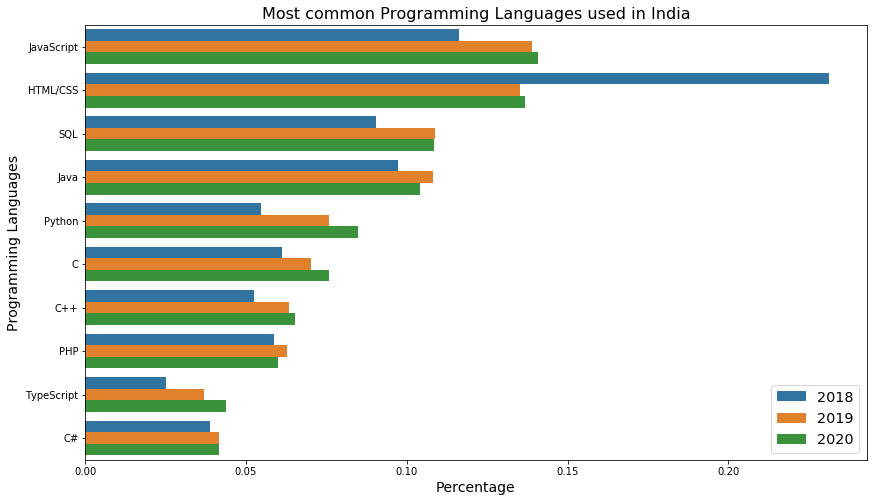 Most common Programming Languages used in India
Programming Languages
JavaScript
HTML/CSS
SQL
Java
Python
C
C++
PHP
TypeScript
C#
0.00 0.05 0.10 0.15 0.20
Percentage
2018
2019
2020